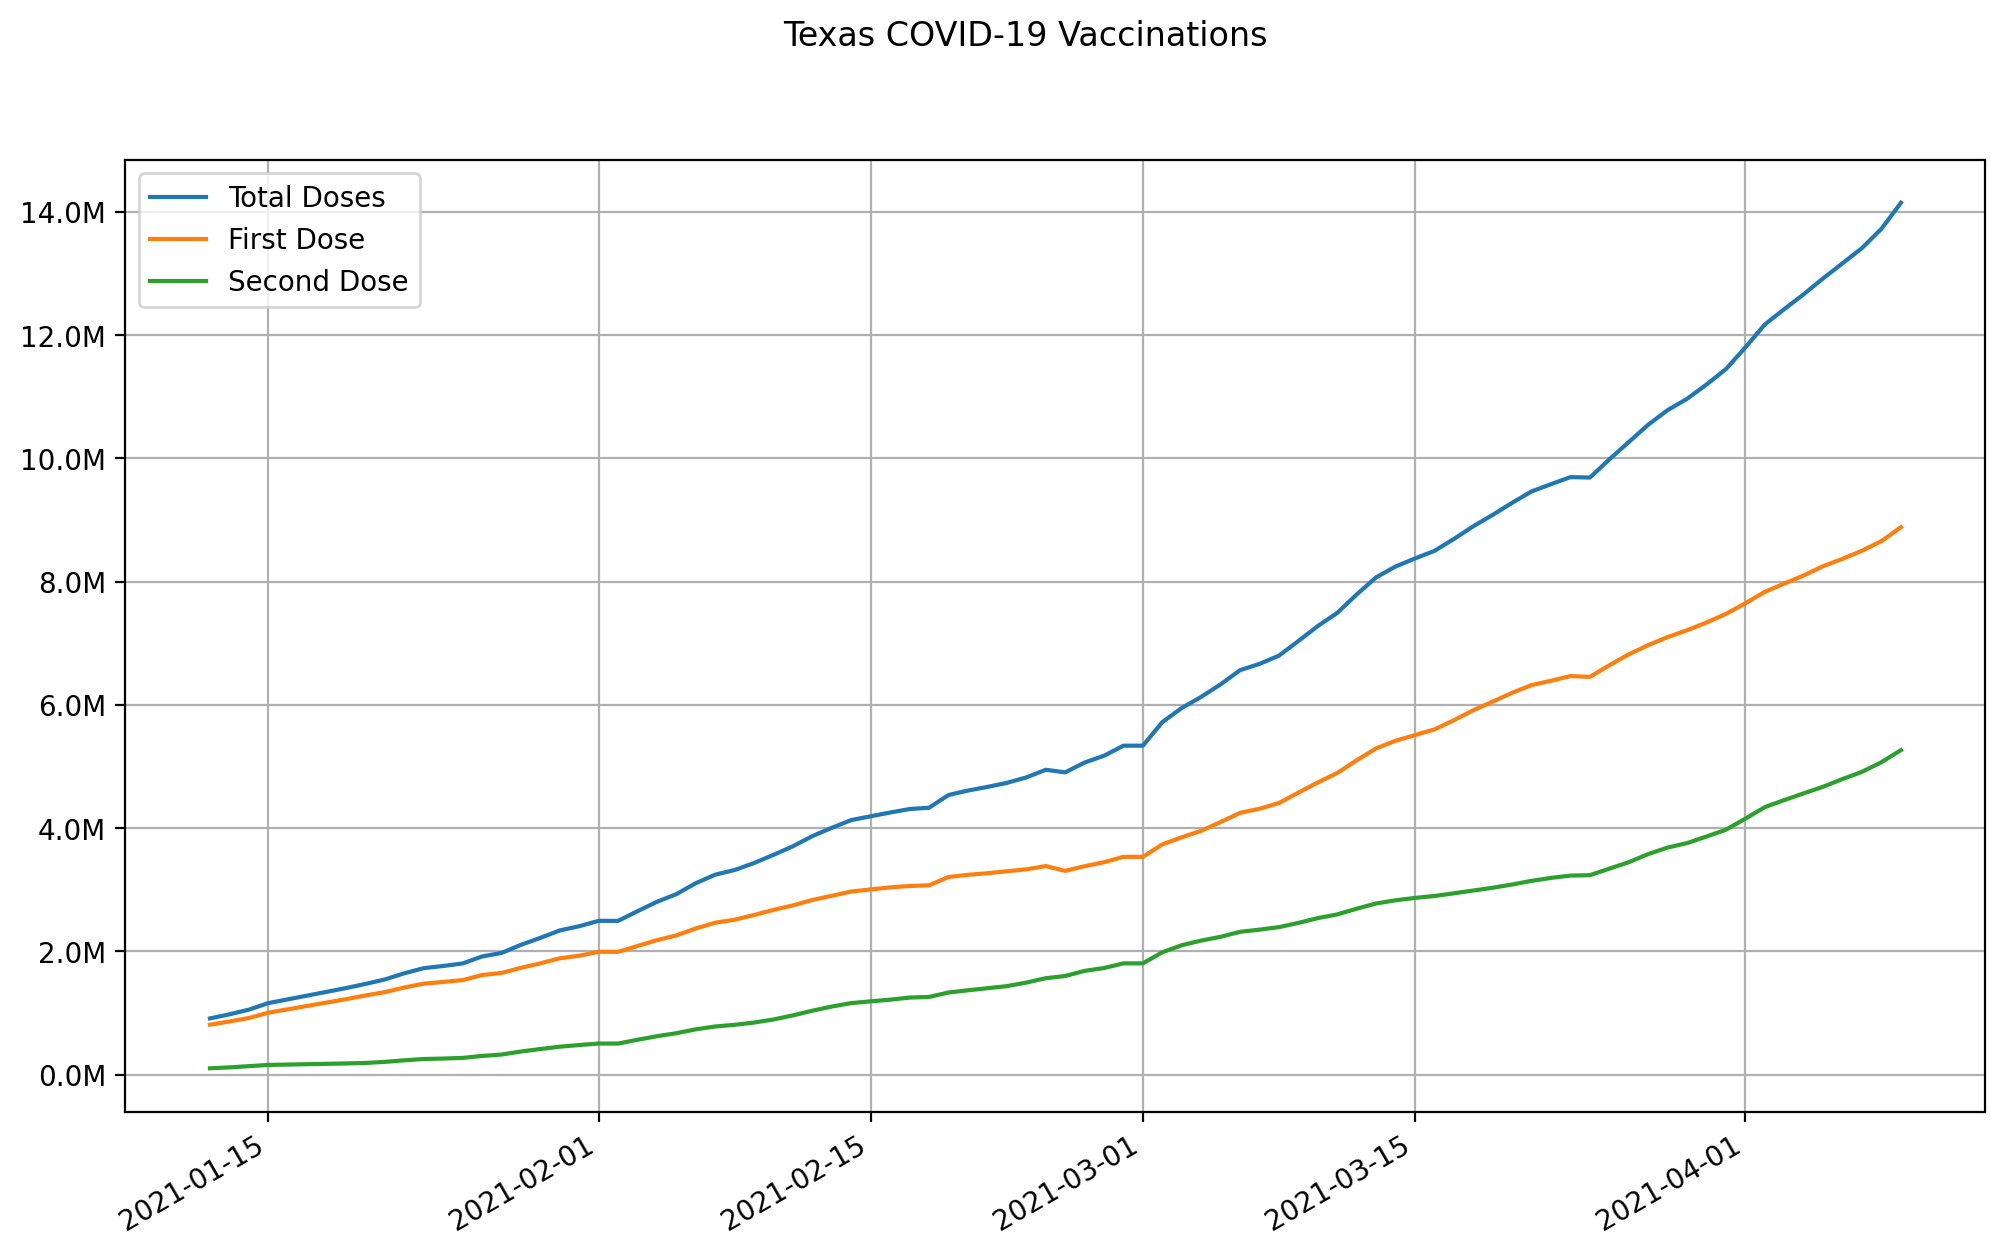 Texas COVID-19 Vaccinations
Total Doses
First Dose
Second Dose
14.0M
12.0M
10.0M
8.0M
6.0M
4.0M
2.0M
0.0M
2021-01-15
2021-02-01
2021-02-15
2021-03-01
2021-03-15
2021-04-01